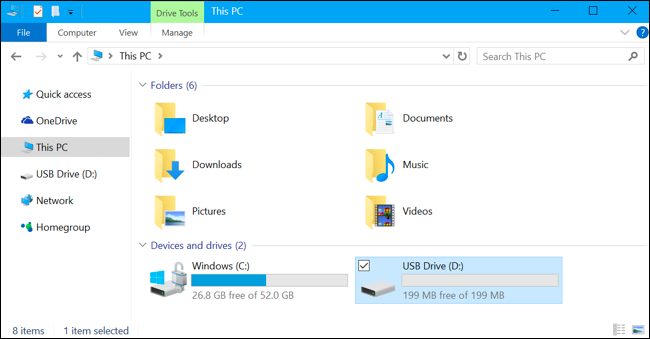 Drive Tools This PC
File Computer View Manage
This PC Search This PC
Folders (6)
Quick access
Desktop Documents
OneDrive
This PC
Downloads Music
USB Drive (D:)
Network
Pictures Videos
Homegroup
Devices and drives (2)
Windows (C:) USB Drive (D:)
26.8 GB free of 52.0 GB 199 MB free of 199 MB
8 items 1 item selected